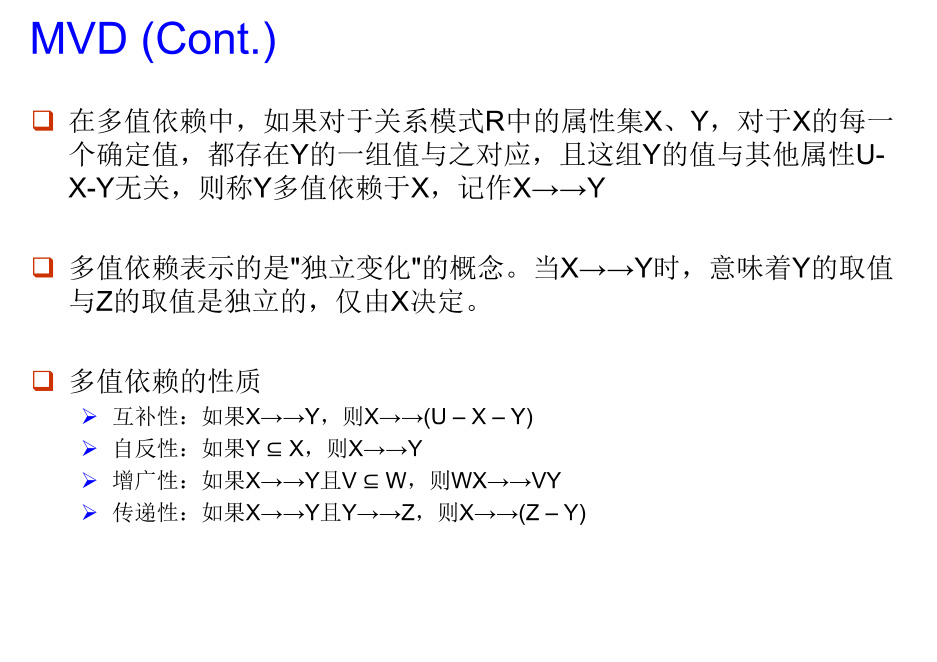 MVD (Cont.)
在多值依赖中，如果对于关系模式R中的属性集X、Y，对于X的每一
个确定值，都存在Y的一组值与之对应，且这组Y的值与其他属性U-
X-Y无关，则称Y多值依赖于X，记作X→→Y
多值依赖表示的是"独立变化"的概念。当X→→Y时，意味着Y的取值
与Z的取值是独立的，仅由X决定。
多值依赖的性质
互补性：如果X→→Y，则X→→(U – X – Y)
自反性：如果Y ⊆ X，则X→→Y
增广性：如果X→→Y且V ⊆ W，则WX→→VY
传递性：如果X→→Y且Y→→Z，则X→→(Z – Y)